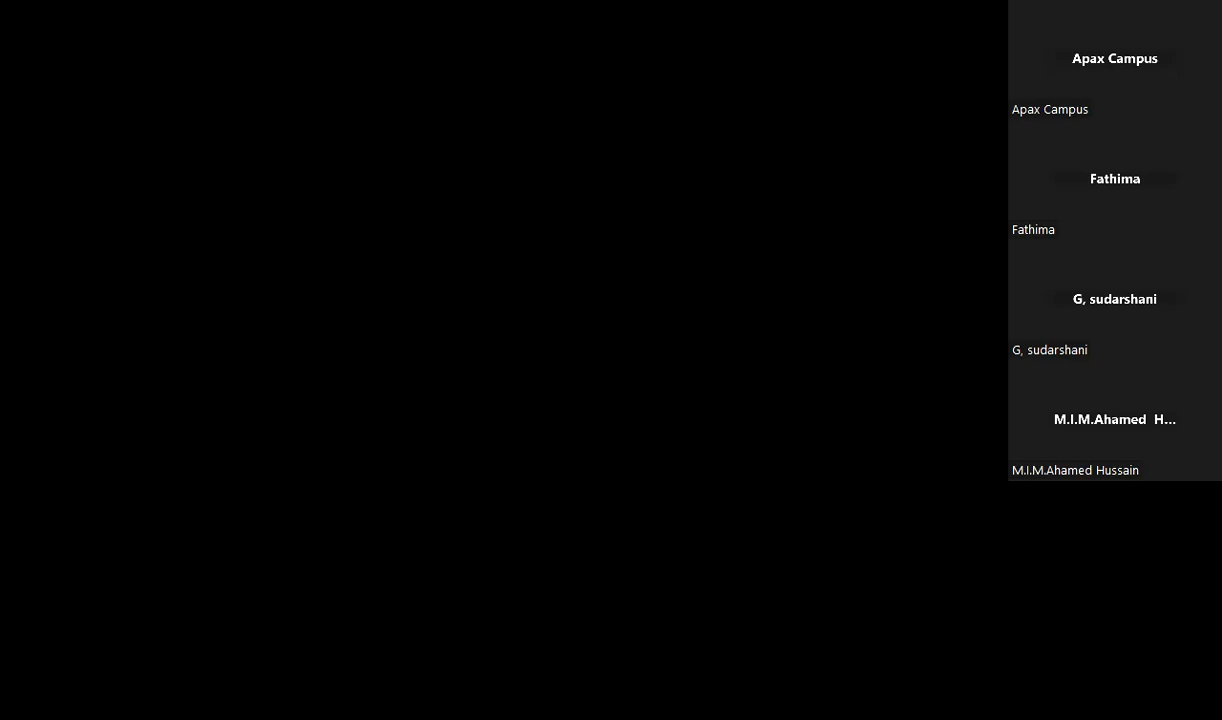 Apax Campus
Apax Campus
Fathima
Fathima
G, sudarshani
G, sudarshani
M.I.M.Ahamed  H...
M.I.M.Ahamed Hussain